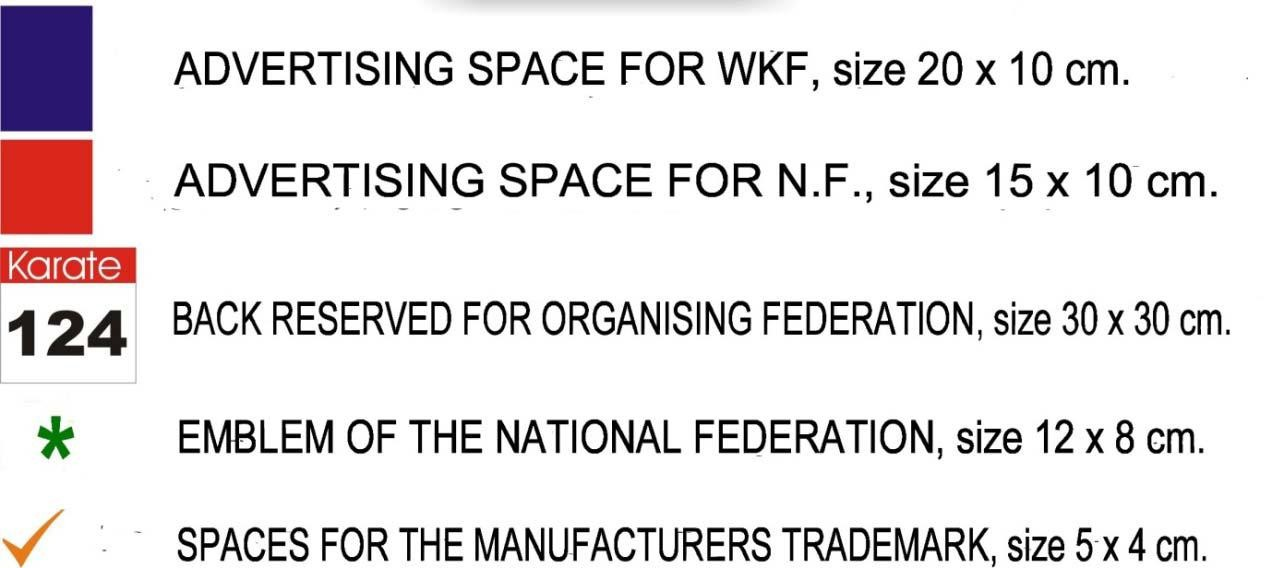 ADVERTISING SPACE FOR WKF, size 20 x 10 cm.
ADVERTISING SPACE FOR N.F., size 15 x 10 cm.
Karate
124
BACK RESERVED FOR ORGANISING FEDERATION, size 30 x 30 cm.
EMBLEM OF THE NATIONAL FEDERATION, size 12 x 8 cm.
SPACES FOR THE MANUFACTURERS TRADEMARK, size 5 x 4 cm.